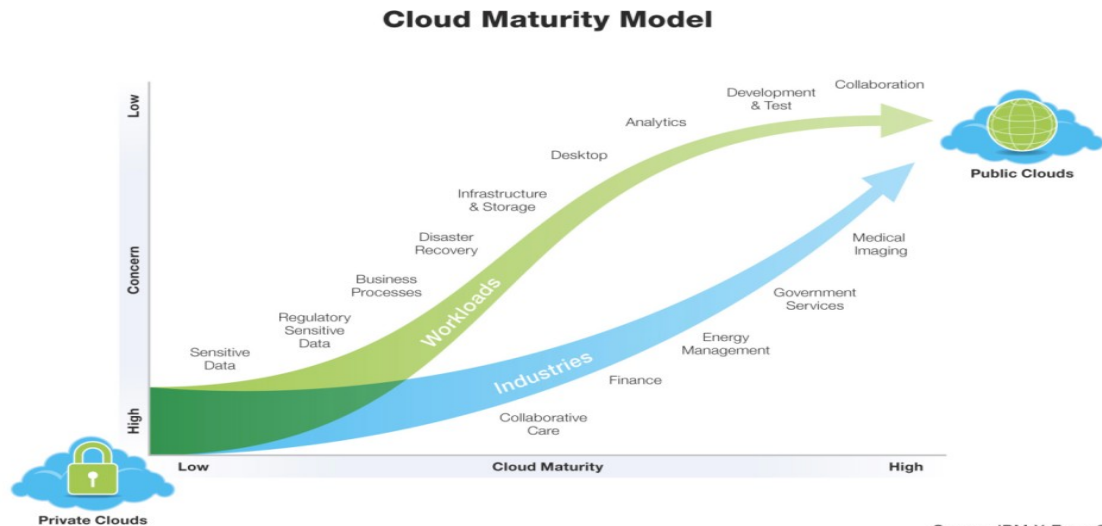 Cloud Maturity Model
Low
Concern
High
Collaboration
Development
& Test
Analytics
Desktop
Infrastructure
& Storage
Disaster
Recovery
Business
Processes
Regulatory
Sensitive
Data
Sensitive
Data
Workloads
Industries
Public Clouds
Medical
Imaging
Government
Services
Energy
Management
Finance
Collaborative
Care
Low
Cloud Maturity
High
Private Clouds